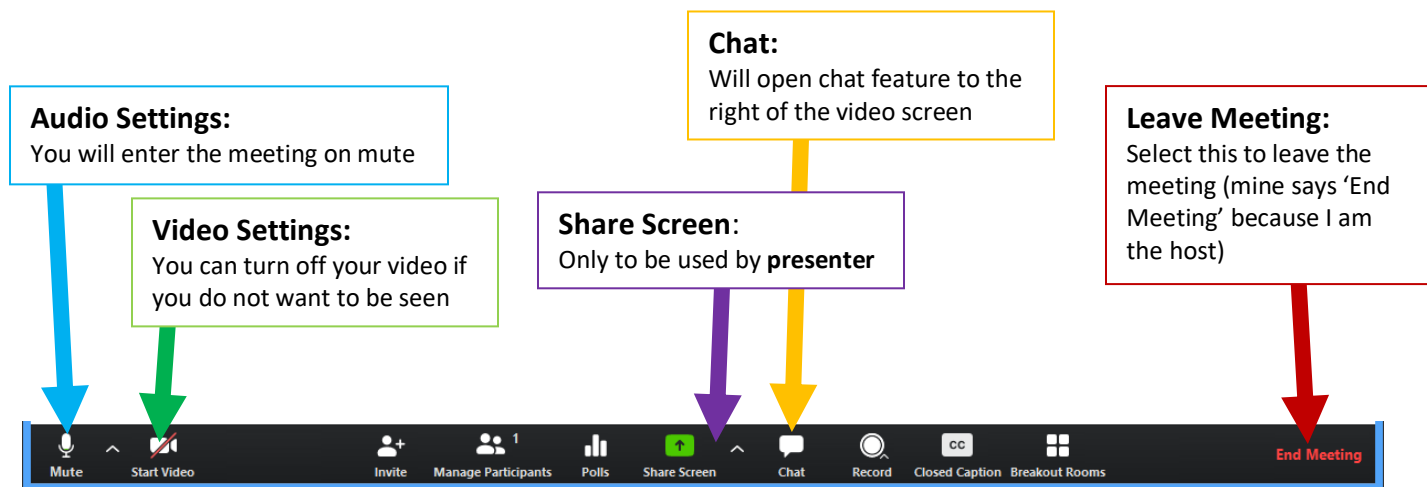 Chat:
Will open chat feature to the
right of the video screen
Audio Settings:
You will enter the meeting on mute
Leave Meeting:
Select this to leave the
meeting (mine says ‘End
Meeting’ because I am
the host)
Video Settings:
You can turn off your video if
you do not want to be seen
Share Screen:
Only to be used by presenter
Mute
Start Video
Invite
1
Manage Participants
Polls
Share Screen
Chat
Record
CC
Closed Caption
Breakout Rooms
End Meeting